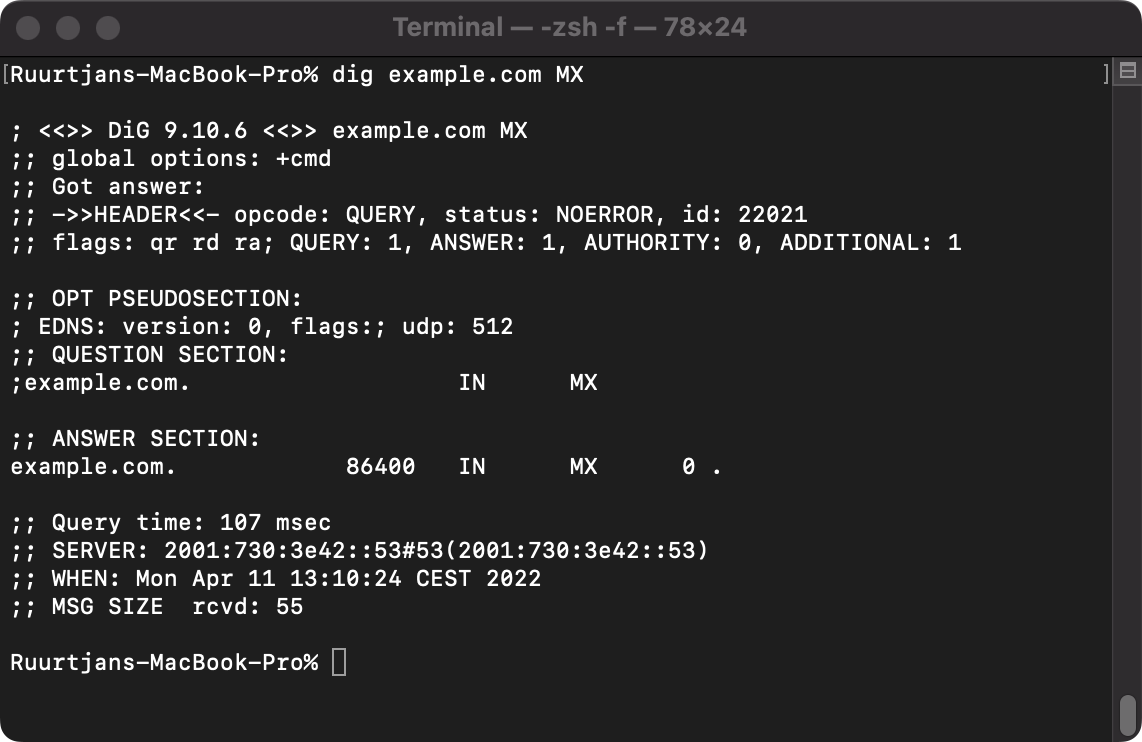 Terminal — -zsh -f — 78×24
[Ruurtjans-MacBook-Pro% dig example.com MX ]
; <<>> DiG 9.10.6 <<>> example.com MX
;; global options: +cmd
;; Got answer:
;; ->>HEADER<<- opcode: QUERY, status: NOERROR, id: 22021
;; flags: qr rd ra; QUERY: 1, ANSWER: 1, AUTHORITY: 0, ADDITIONAL: 1
;; OPT PSEUDOSECTION:
; EDNS: version: 0, flags:; udp: 512
;; QUESTION SECTION:
;example.com. IN MX
;; ANSWER SECTION:
example.com. 86400 IN MX 0 .
;; Query time: 107 msec
;; SERVER: 2001:730:3e42::53#53(2001:730:3e42::53)
;; WHEN: Mon Apr 11 13:10:24 CEST 2022
;; MSG SIZE  rcvd: 55
Ruurtjans-MacBook-Pro%